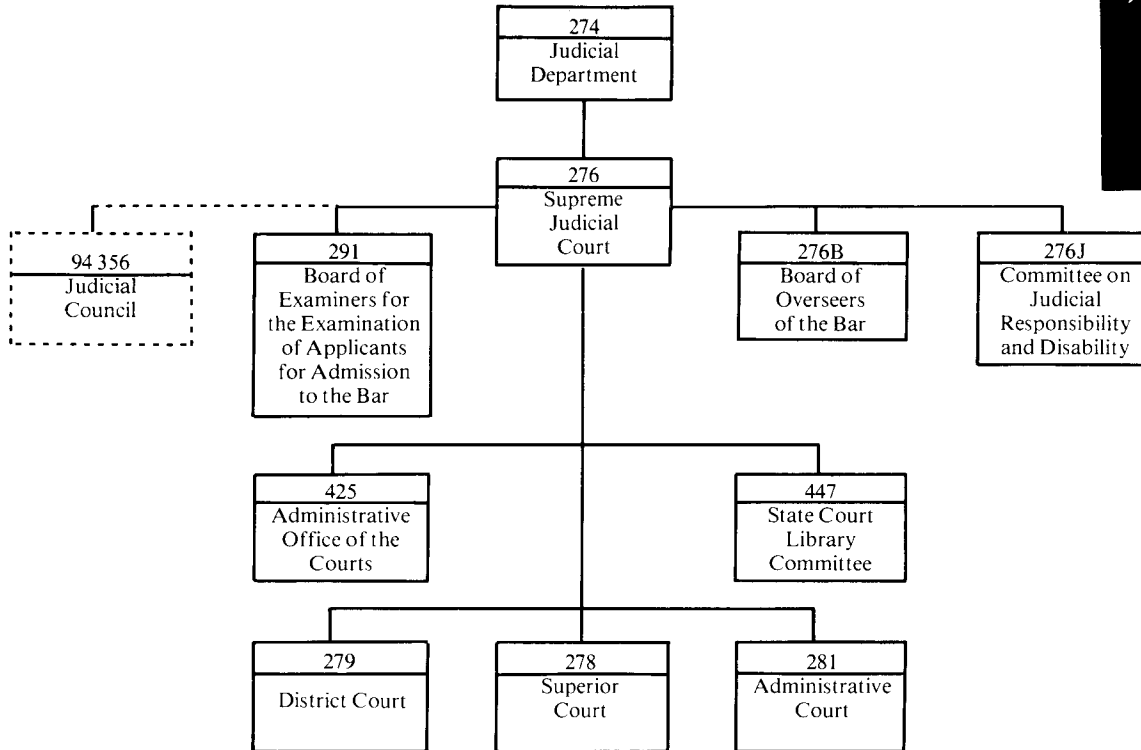 274
Judicial
Department
276
Supreme
Judicial
Court
94 356
Judicial
Council
291
Board of
Examiners for
the Examination
of Applicants
for Admission
to the Bar
276B
Board of
Overseers
of the Bar
276J
Committee on
Judicial
Responsibility
and Disability
425
Administrative
Office of the
Courts
447
State Court
Library
Committee
279
District Court
278
Superior
Court
281
Administrative
Court